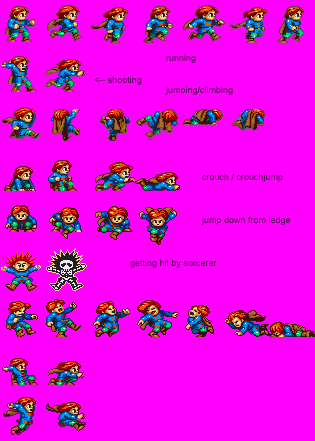 running
<-- shooting
jumping/climbing
crouch / crouchjump
jump down from ledge
getting hit by sorcerer